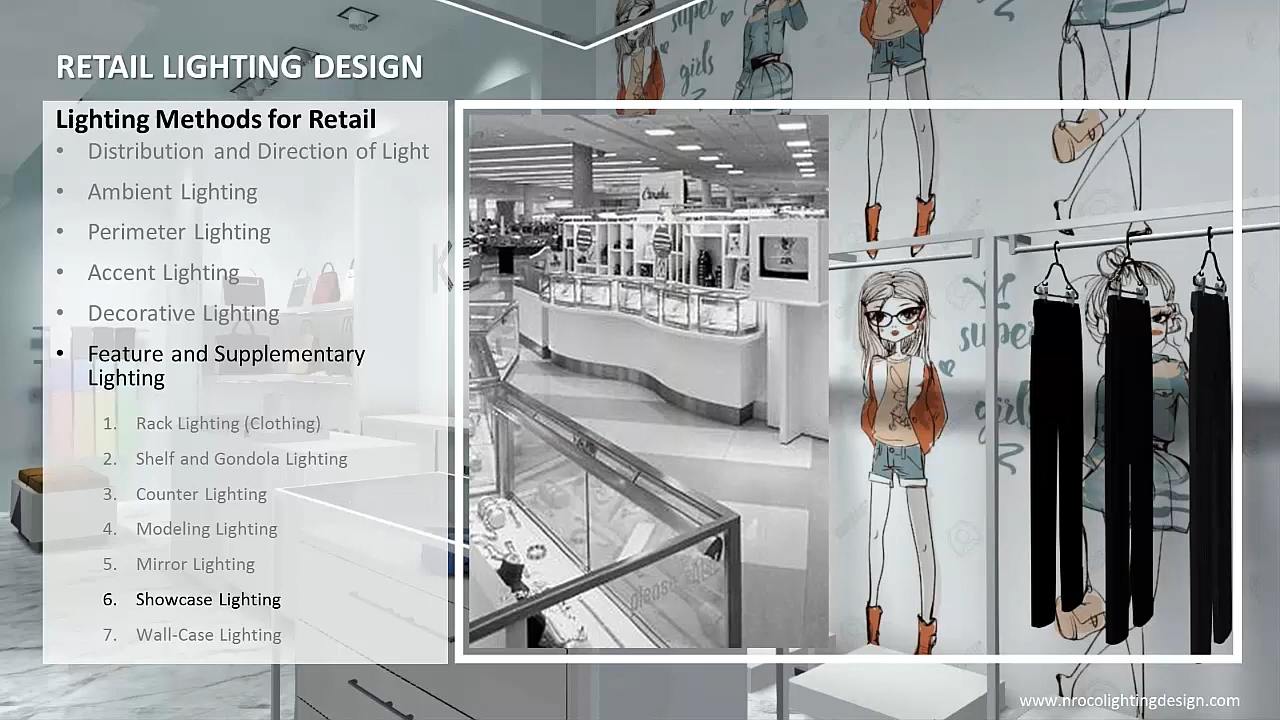 super
girls
RETAIL LIGHTING DESIGN
Lighting Methods for Retail
• Distribution and Direction of Light
• Ambient Lighting
• Perimeter Lighting
• Accent Lighting
• Decorative Lighting
• Feature and Supplementary
Lighting
1. Rack Lighting (Clothing)
2. Shelf and Gondola Lighting
3. Counter Lighting
4. Modeling Lighting
5. Mirror Lighting
6. Showcase Lighting
7. Wall-Case Lighting
super
girls
www.nrocolightingdesign.com